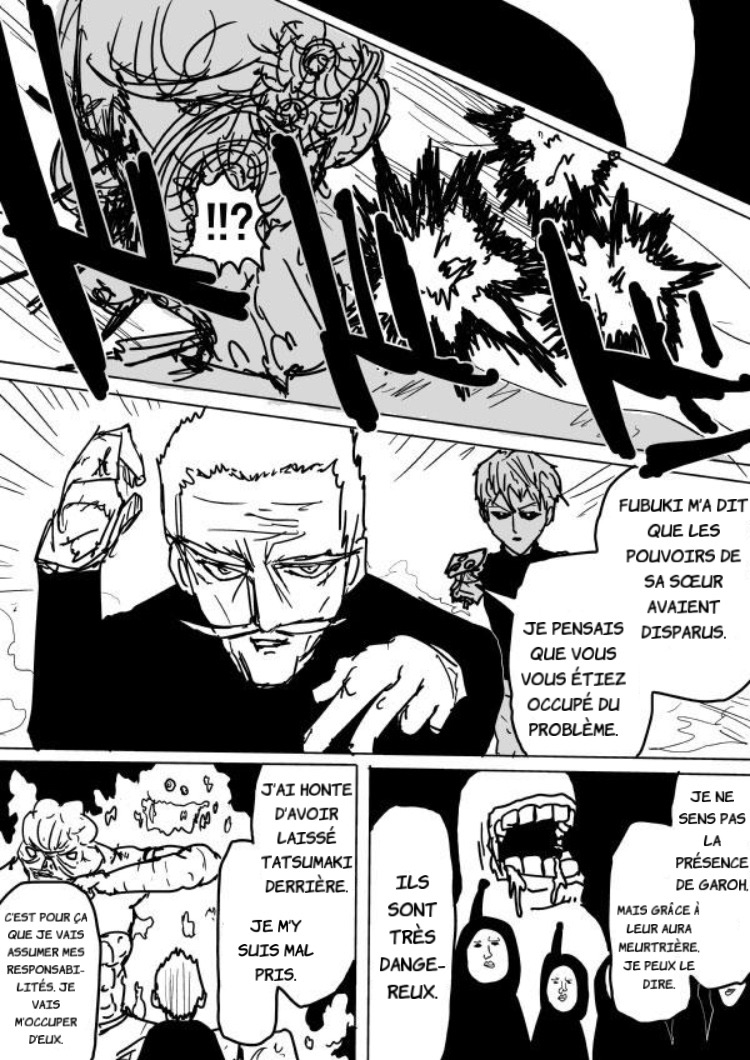 !!?
FUBUKI M'A DIT
QUE LES
POUVOIRS DE
SA SŒUR
AVAIENT
DISPARUS.
JE PENSAIS
QUE VOUS
VOUS ÉTIEZ
OCCUPÉ DU
PROBLÈME.
JE NE
SENS PAS
LA
PRÉSENCE
DE GAROH.
MAIS GRÂCE À
LEUR AURA
MEURTRIÈRE,
JE PEUX LE
DIRE.
ILS
SONT
TRÈS
DANGE-
REUX.
J'AI HONTE
D'AVOIR
LAISSÉ
TATSUMAKI
DERRIÈRE.
JE M'Y
SUIS MAL
PRIS.
C'EST POUR ÇA
QUE JE VAIS
ASSUMER MES
RESPONSABI-
LITÉS. JE
VAIS
M'OCCUPER
D'EUX.